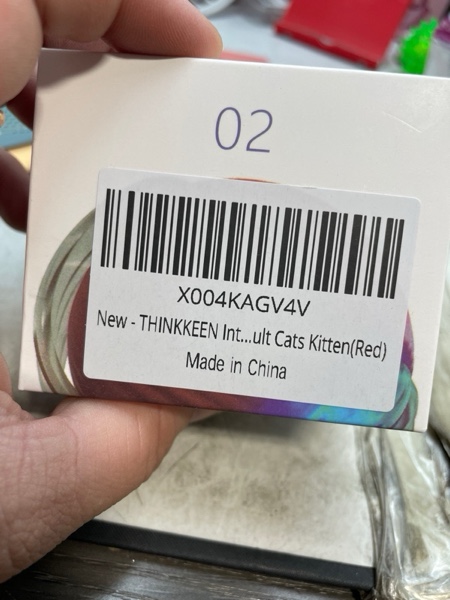 02
X004KAGV4V
New - THINKKEEN Int...ult Cats Kitten(Red)
Made in China